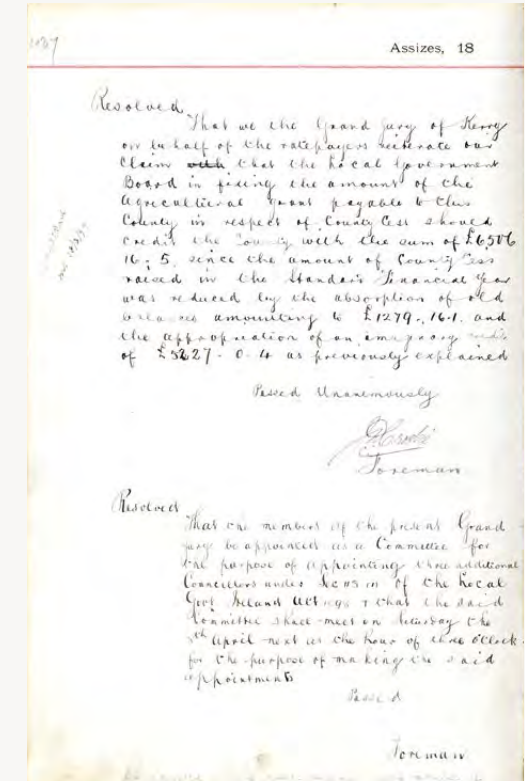 Assizes, 18
Resolved
That we the Grand Jury of Kerry
on behalf of the ratepayers reiterate our
Claim with that the Local Government
Board in fixing the amount of the
Agricultural Grant payable to this
County in respect of County Cess should
credit the County with the sum of £6506
16.5, since the amount of County Cess
raised in the Standard Financial Year
was reduced by the absorption of old
balances amounting to £1279.16.1 and
the appropriation of an imaginary credit
of £5227.0.4 as previously explained
Passed Unanimously
Foreman
Resolved
That the members of the present Grand
Jury be appointed as a Committee for
the purpose of appointing three additional
Councillors under of the Local
Govt Ireland Act & that the said
Committee shall meet on the
April next at the hour of three o'clock
for the purpose of making the said
appointments
Passed
Foreman